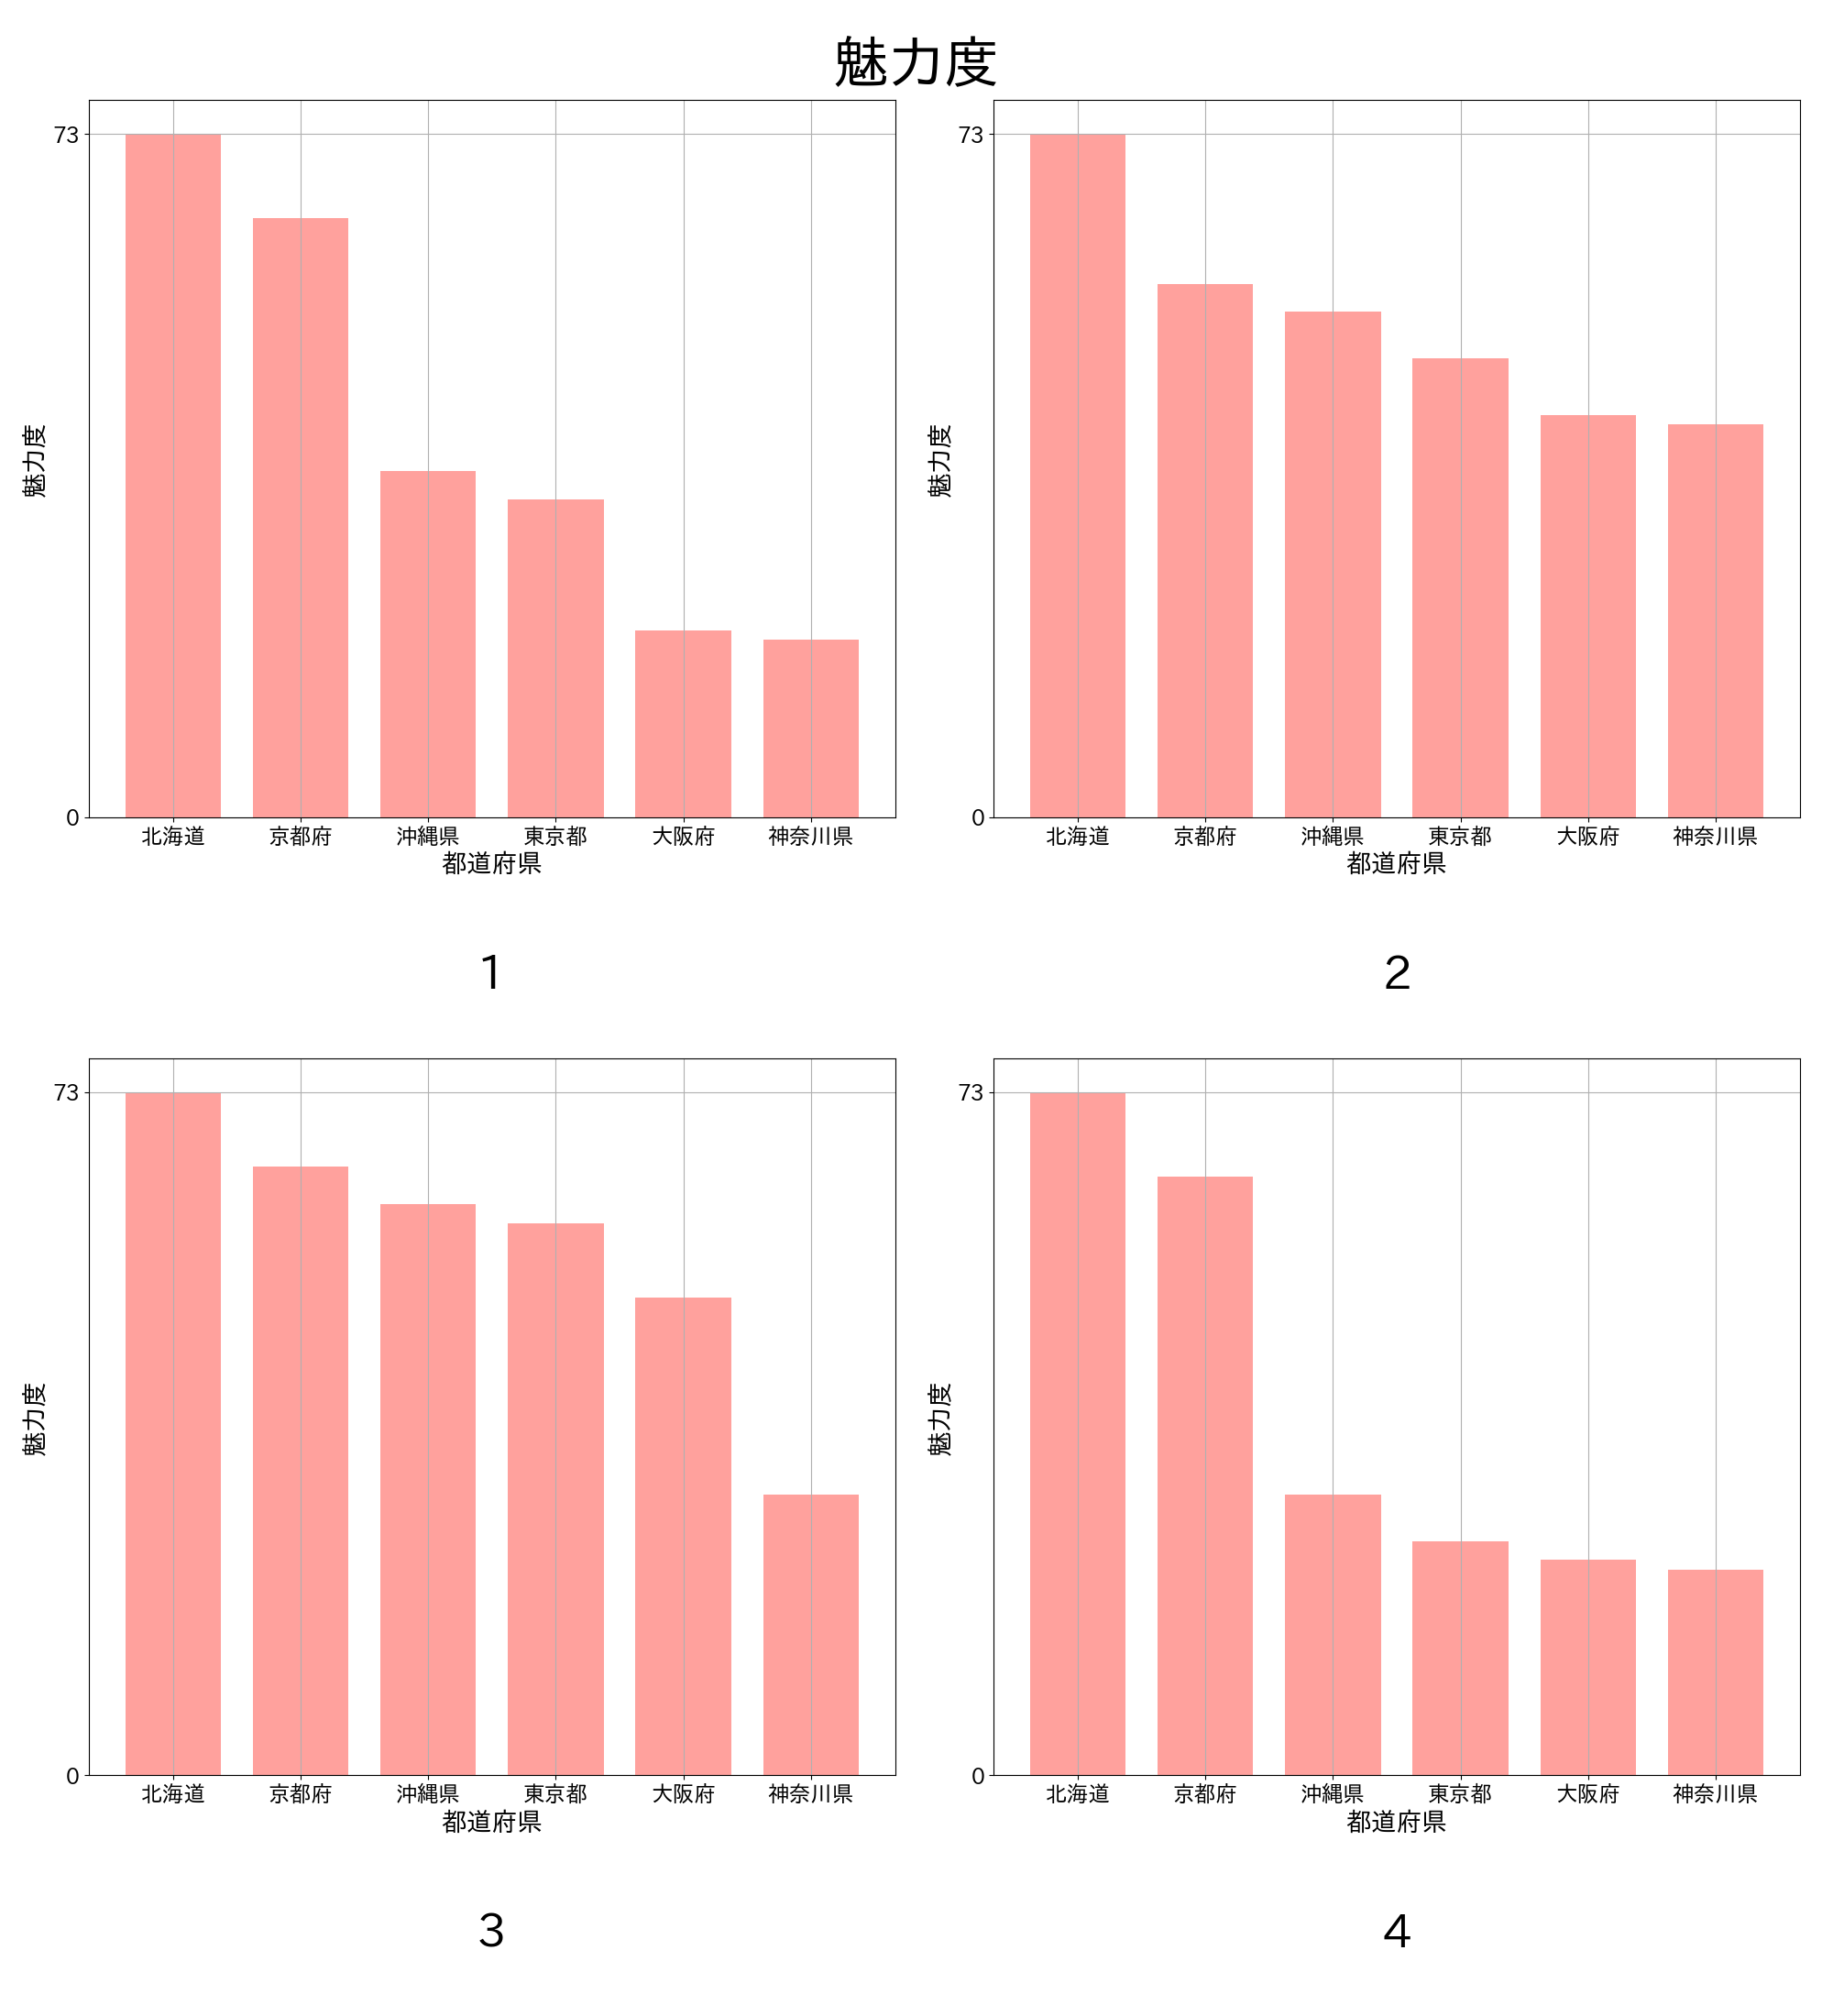 魅力度
73
0
魅力度
北海道 京都府 沖縄県 東京都 大阪府 神奈川県
都道府県
1
73
0
魅力度
北海道 京都府 沖縄県 東京都 大阪府 神奈川県
都道府県
2
73
0
魅力度
北海道 京都府 沖縄県 東京都 大阪府 神奈川県
都道府県
3
73
0
魅力度
北海道 京都府 沖縄県 東京都 大阪府 神奈川県
都道府県
4